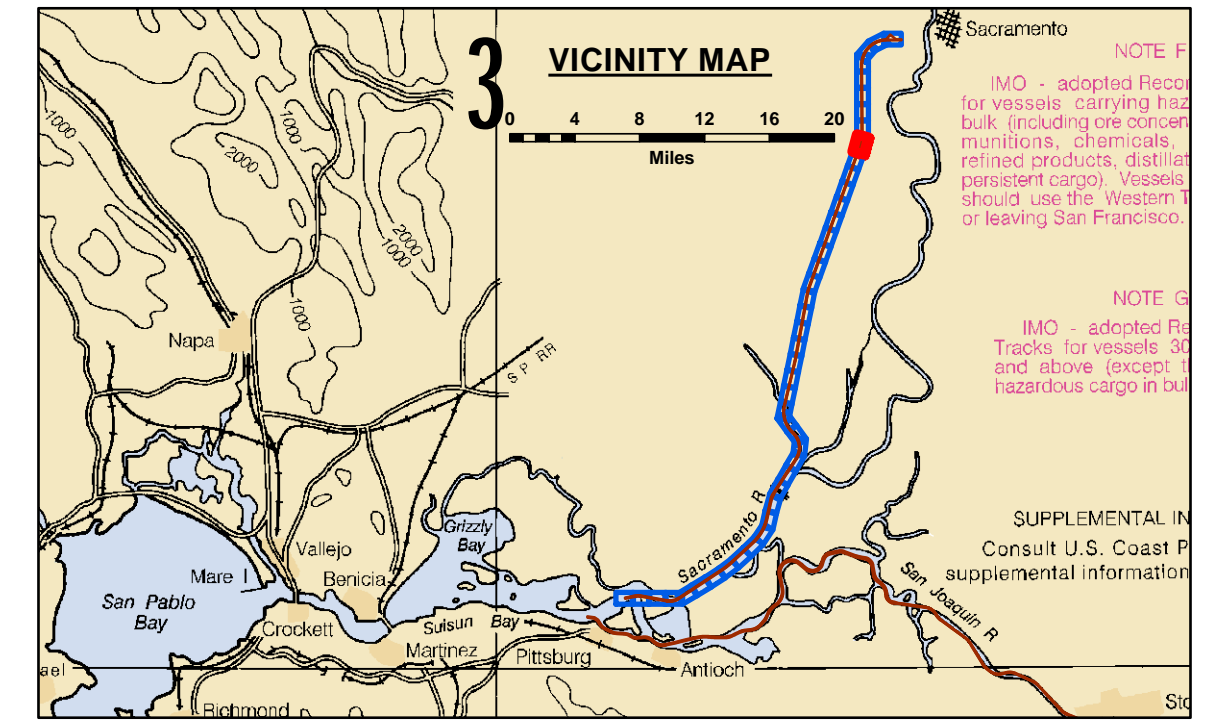 3
VICINITY MAP
0 4 8 12 16 20
Miles
Sacramento
NOTE F
IMO - adopted Recor
for vessels carrying haz
bulk (including ore concen
munitions, chemicals,
refined products, distillat
persistent cargo). Vessels
should use the Western T
or leaving San Francisco.
1000
1000
2000
2000
1000
1000
NOTE G
IMO - adopted Re
Tracks for vessels 30
and above (except t
hazardous cargo in bul
Napa
S P RR
Grizzly
Bay
Sacramento R
SUPPLEMENTAL IN
Consult U.S. Coast P
supplemental information
Vallejo
Mare I
Benicia
San Pablo
Bay
Crockett
Suisun Bay
Martinez
Pittsburg
Antioch
San Joaquin R
ael
Richmond
Sto